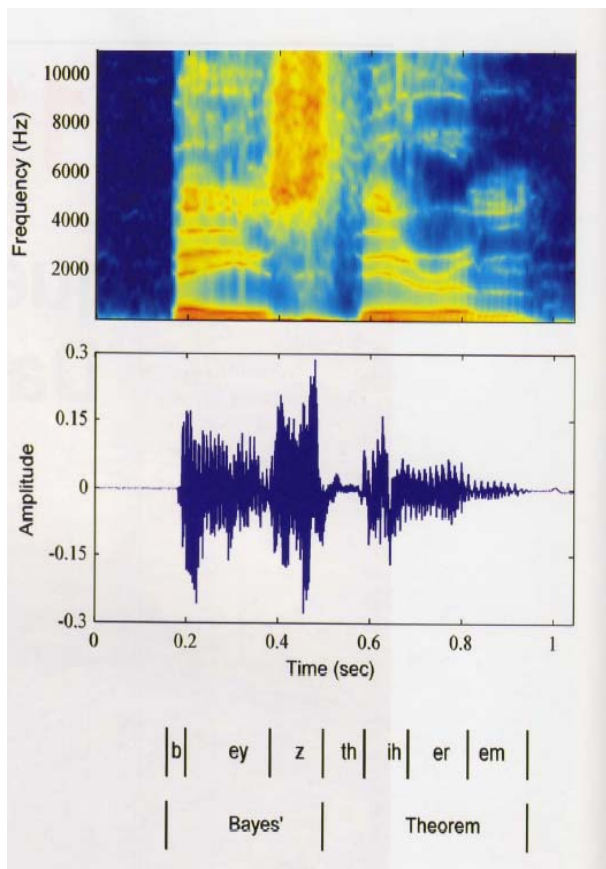 10000
8000
6000
4000
2000
Frequency (Hz)
0.3
0.15
0
-0.15
-0.3
Amplitude
0 0.2 0.4 0.6 0.8 1
Time (sec)
b ey z th ih er em
Bayes' Theorem